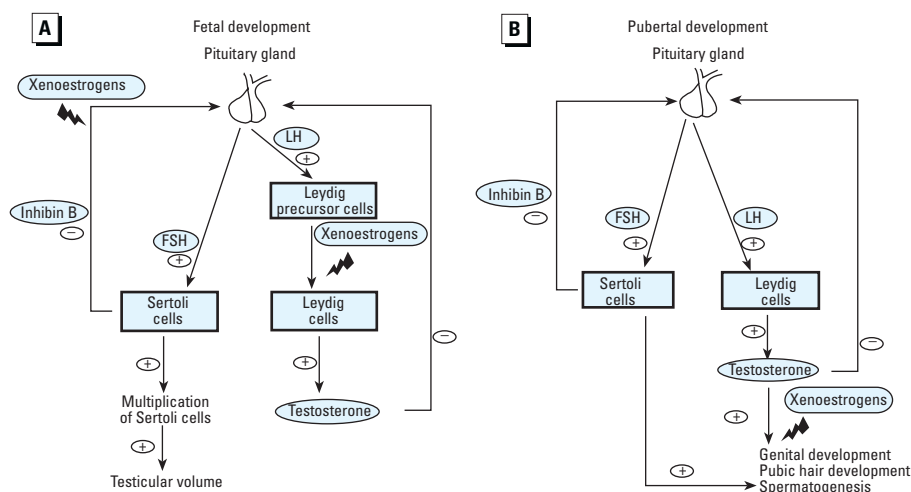 A
Fetal development
Pituitary gland
Xenoestrogens
LH
+
Leydig
precursor cells
Inhibin B
−
Xenoestrogens
FSH
+
Sertoli
cells
Leydig
cells
−
+
+
Multiplication
of Sertoli cells
Testosterone
+
Testicular volume
B
Pubertal development
Pituitary gland
Inhibin B
−
FSH
+
LH
+
Sertoli
cells
Leydig
cells
+
−
Testosterone
Xenoestrogens
+
Genital development
Pubic hair development
Spermatogenesis
+